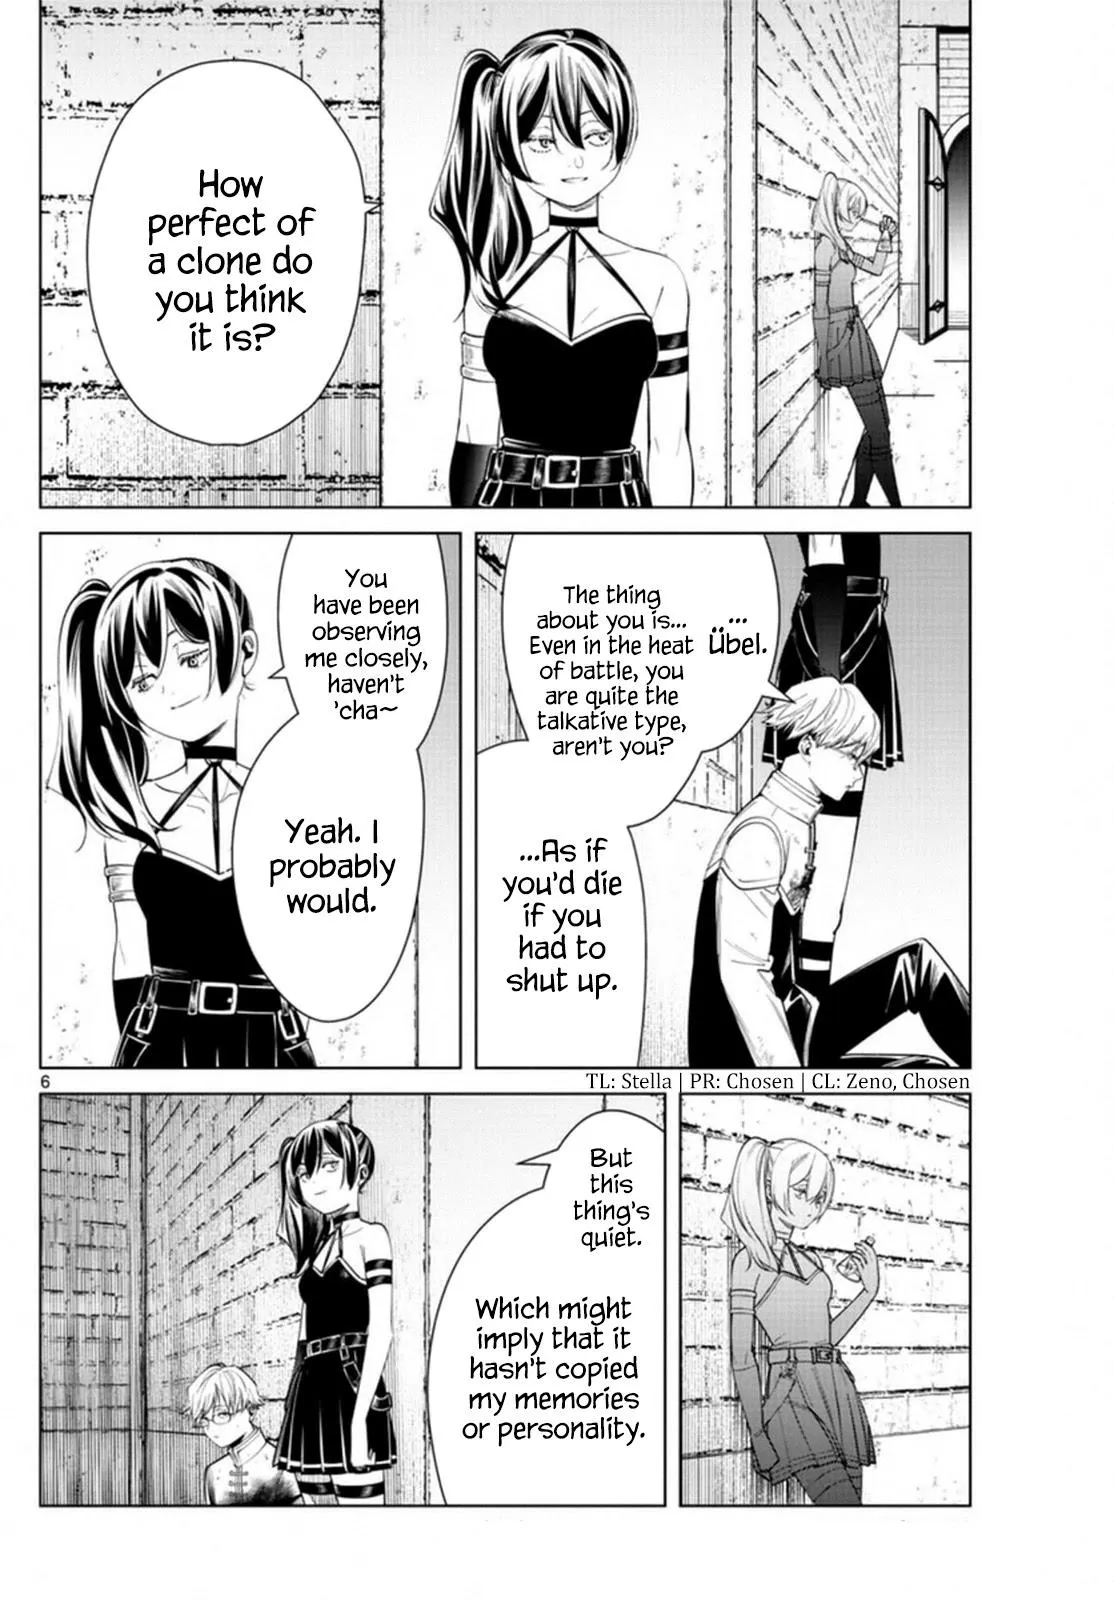 How
perfect of
a clone do
you think
it is?
...
Übel.
The thing
about you is...
Even in the heat
of battle, you
are quite the
talkative type,
aren't you?
...As if
you'd die
if you
had to
shut up.
You
have been
observing
me closely,
haven't
'cha~
Yeah. I
probably
would.
6
TL: Stella | PR: Chosen | CL: Zeno, Chosen
But
this
thing's
quiet.
Which might
imply that it
hasn't copied
my memories
or personality.